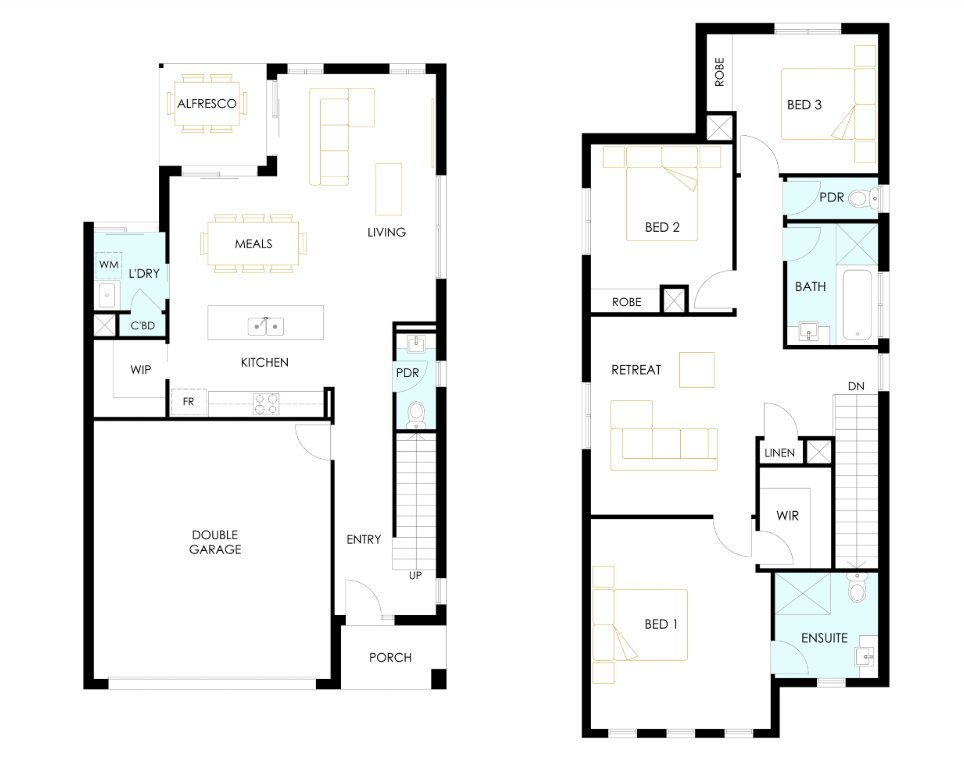 ALFRESCO
LIVING
MEALS
WM
L'DRY
C'BD
KITCHEN
WIP
FR
PDR
DOUBLE
GARAGE
ENTRY
UP
PORCH
ROBE
BED 3
PDR
BED 2
BATH
ROBE
RETREAT
DN
LINEN
WIR
BED 1
ENSUITE